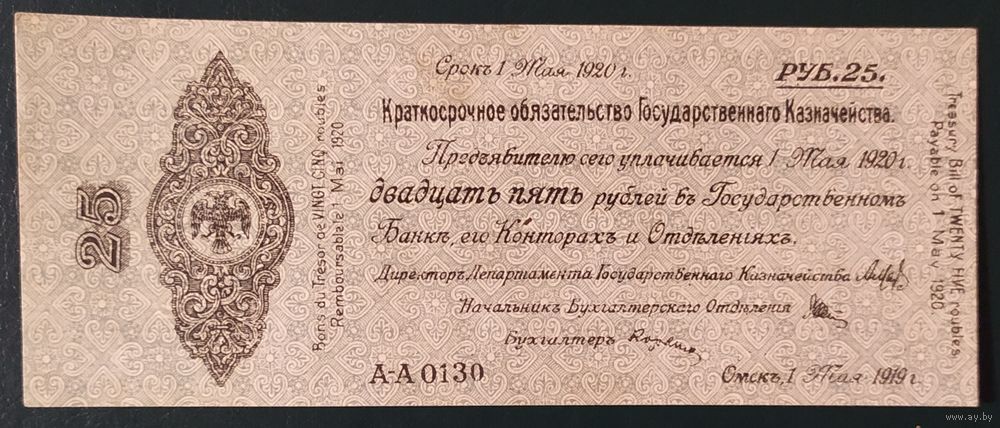 25
Bons du Tresor de VINGT CINQ roubles
Remboursable 1 Mai 1920
Срокъ 1 Мая 1920 г.
РУБ. 25.
Краткосрочное обязательство Государственнаго Казначейства.
Предъявителю сего уплачивается 1 Мая 1920 г.
двадцать пять рублей въ Государственномъ
Банкѣ, его Конторахъ и Отдѣленіяхъ.
Директоръ Департамента Государственнаго Казначейства
Начальникъ Бухгалтерскаго Отдѣленія
Бухгалтеръ
А-А 0130
Омскъ, 1 Мая 1919 г.
Treasury Bill of TWENTY HIVE roubles
Payable on 1 May 1920
www.ay.by